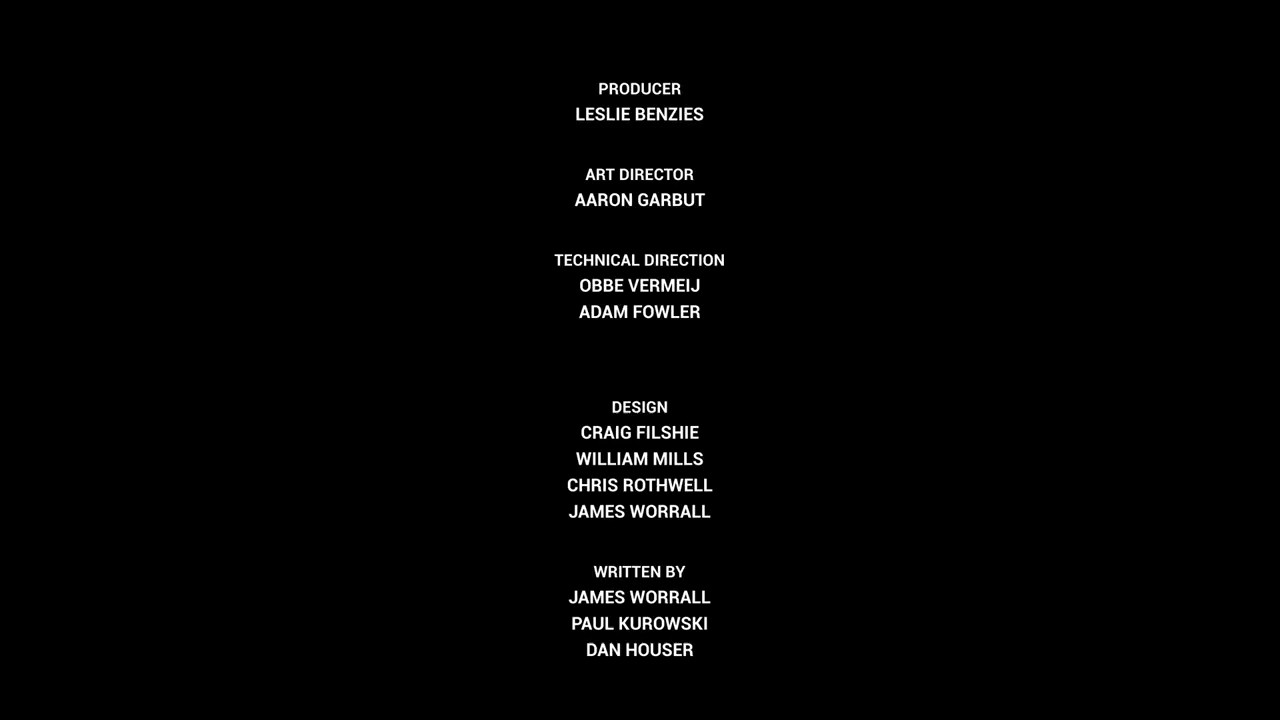 PRODUCER
LESLIE BENZIES
ART DIRECTOR
AARON GARBUT
TECHNICAL DIRECTION
OBBE VERMEIJ
ADAM FOWLER
DESIGN
CRAIG FILSHIE
WILLIAM MILLS
CHRIS ROTHWELL
JAMES WORRALL
WRITTEN BY
JAMES WORRALL
PAUL KUROWSKI
DAN HOUSER